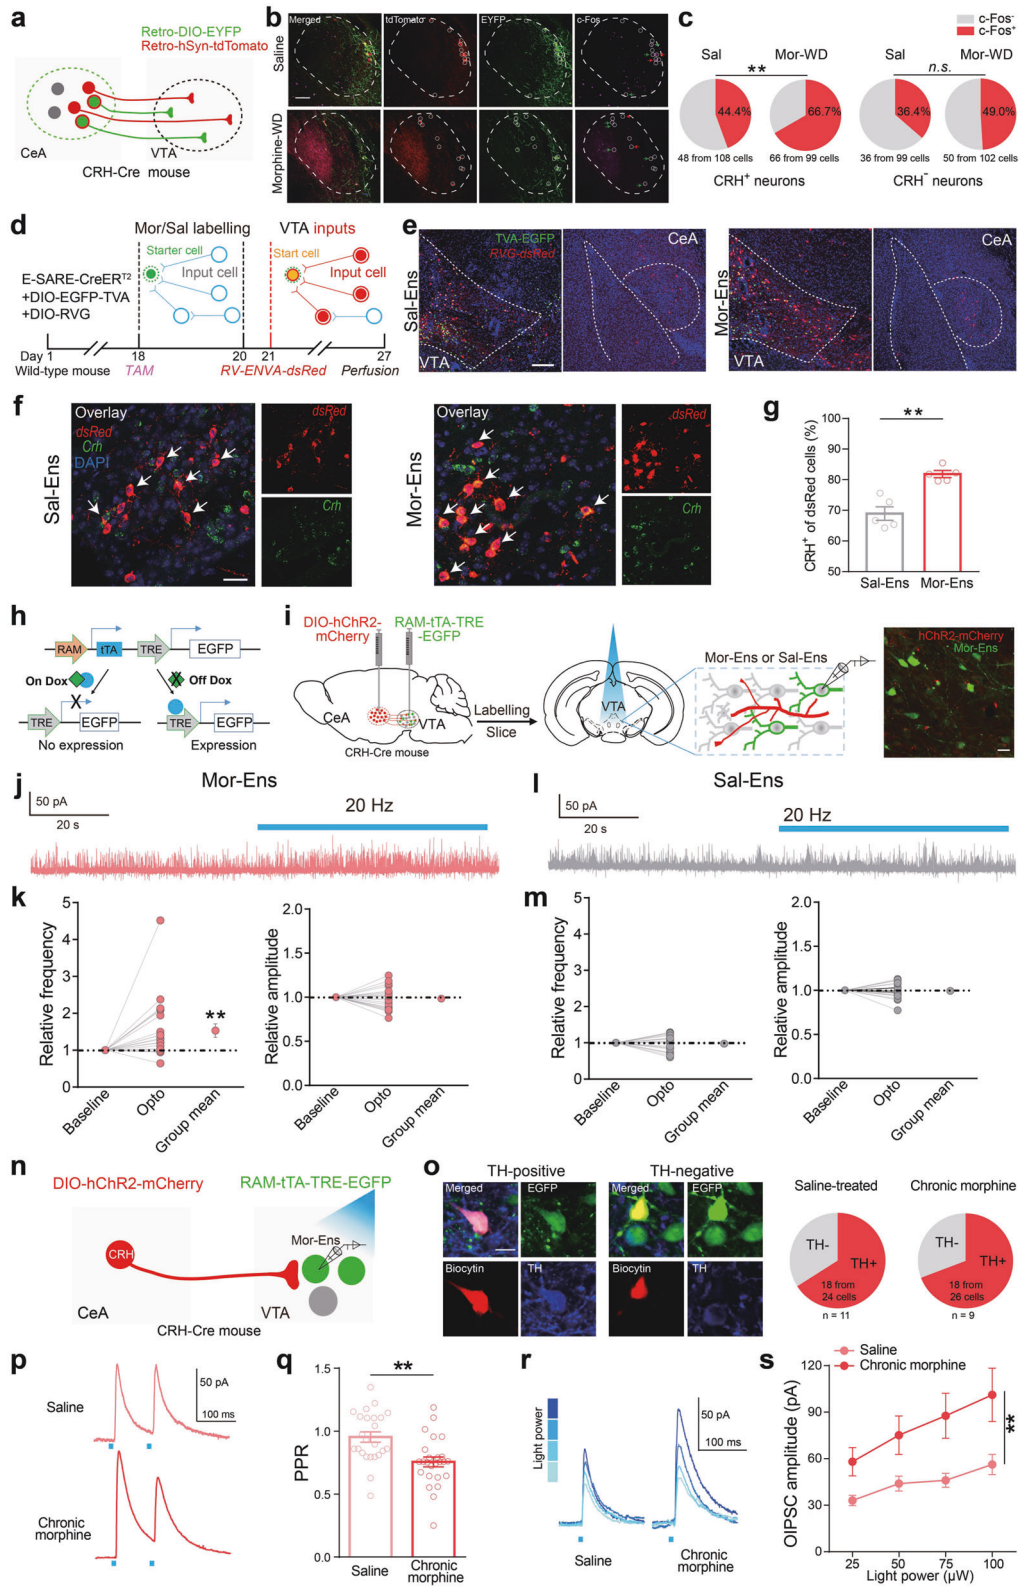 a
Retro-DIO-EYFP
Retro-hSyn-tdTomato
CeA
VTA
CRH-Cre mouse
b
Merged
tdTomato
EYFP
c-Fos
Saline
Morphine-WD
c
c-Fos⁻
c-Fos⁺
Sal
Mor-WD
Sal
Mor-WD
**
n.s.
44.4%
66.7%
36.4%
49.0%
48 from 108 cells
66 from 99 cells
36 from 99 cells
50 from 102 cells
CRH⁺ neurons
CRH⁻ neurons
d
Mor/Sal labelling
VTA inputs
Starter cell
Input cell
Start cell
Input cell
E-SARE-CreERᵀ²
+DIO-EGFP-TVA
+DIO-RVG
Day 1
18
20
21
27
Wild-type mouse
TAM
RV-ENVA-dsRed
Perfusion
e
Sal-Ens
TVA-EGFP
RVG-dsRed
VTA
CeA
Mor-Ens
VTA
CeA
f
Sal-Ens
Overlay
dsRed
Crh
DAPI
dsRed
Crh
Mor-Ens
Overlay
dsRed
Crh
g
CRH⁺ of dsRed cells (%)
**
100
90
80
70
60
50
Sal-Ens
Mor-Ens
h
RAM
tTA
TRE
EGFP
On Dox
Off Dox
X
TRE
EGFP
TRE
EGFP
No expression
Expression
i
DIO-hChR2-
mCherry
RAM-tTA-TRE
-EGFP
CeA
VTA
CRH-Cre mouse
Labelling
Slice
VTA
Mor-Ens or Sal-Ens
hChR2-mCherry
Mor-Ens
j
Mor-Ens
50 pA
20 s
20 Hz
l
Sal-Ens
50 pA
20 s
20 Hz
k
Relative frequency
5
4
3
2
1
0
**
Baseline
Opto
Group mean
Relative amplitude
2.0
1.5
1.0
0.5
0.0
Baseline
Opto
Group mean
m
Relative frequency
5
4
3
2
1
0
Baseline
Opto
Group mean
Relative amplitude
2.0
1.5
1.0
0.5
0.0
Baseline
Opto
Group mean
n
DIO-hChR2-mCherry
RAM-tTA-TRE-EGFP
CRH
Mor-Ens
CeA
VTA
CRH-Cre mouse
o
TH-positive
TH-negative
Merged
EGFP
Merged
EGFP
Biocytin
TH
Biocytin
TH
Saline-treated
Chronic morphine
TH-
TH+
18 from
24 cells
n = 11
TH-
TH+
18 from
26 cells
n = 9
p
Saline
50 pA
100 ms
Chronic
morphine
q
PPR
**
1.5
1.0
0.5
0.0
Saline
Chronic
morphine
r
Light power
50 pA
100 ms
Saline
Chronic
morphine
s
Saline
Chronic morphine
OIPSC amplitude (pA)
120
90
60
30
0
**
25
50
75
100
Light power (µW)